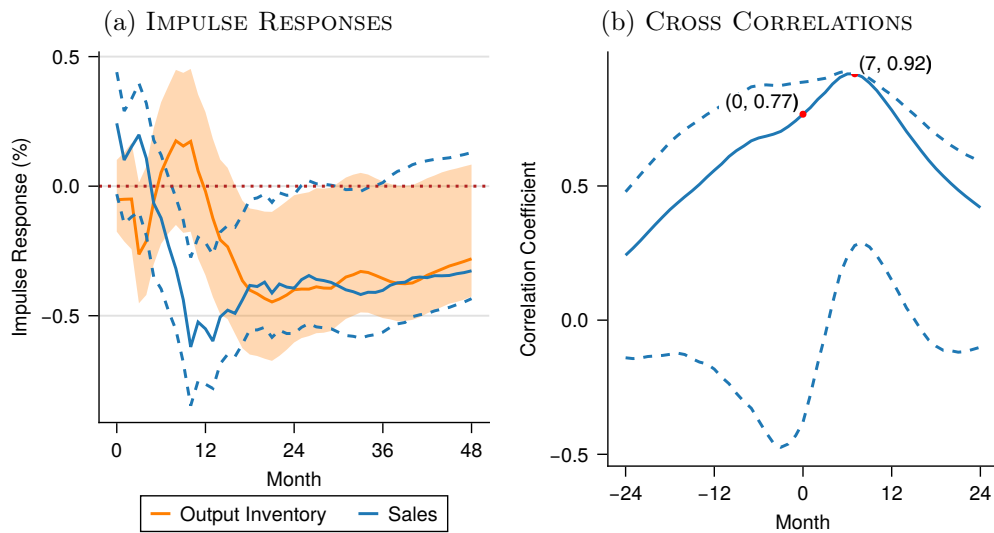 (a) IMPULSE RESPONSES
0.5
0.0
−0.5
Impulse Response (%)
0
12
24
36
48
Month
Output Inventory
Sales
(b) CROSS CORRELATIONS
(7, 0.92)
(0, 0.77)
0.5
0.0
−0.5
Correlation Coefficient
−24
−12
0
12
24
Month